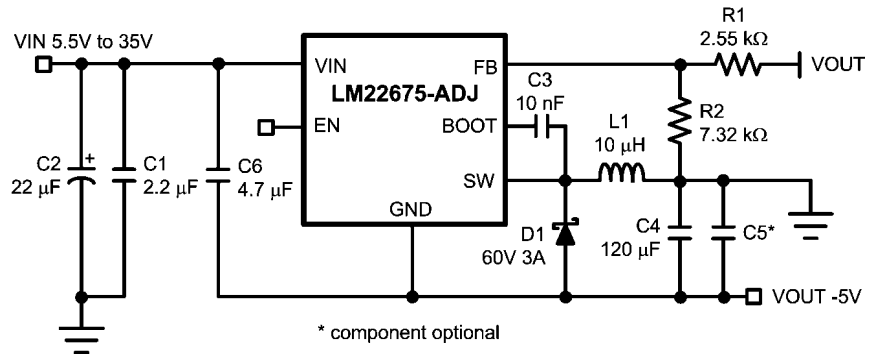 VIN 5.5V to 35V
VIN
FB
LM22675-ADJ
EN
BOOT
SW
GND
R1
2.55 kΩ
VOUT
C3
10 nF
R2
7.32 kΩ
L1
10 μH
C2
22 μF
+
C1
2.2 μF
C6
4.7 μF
D1
60V 3A
C4
120 μF
C5*
VOUT -5V
* component optional